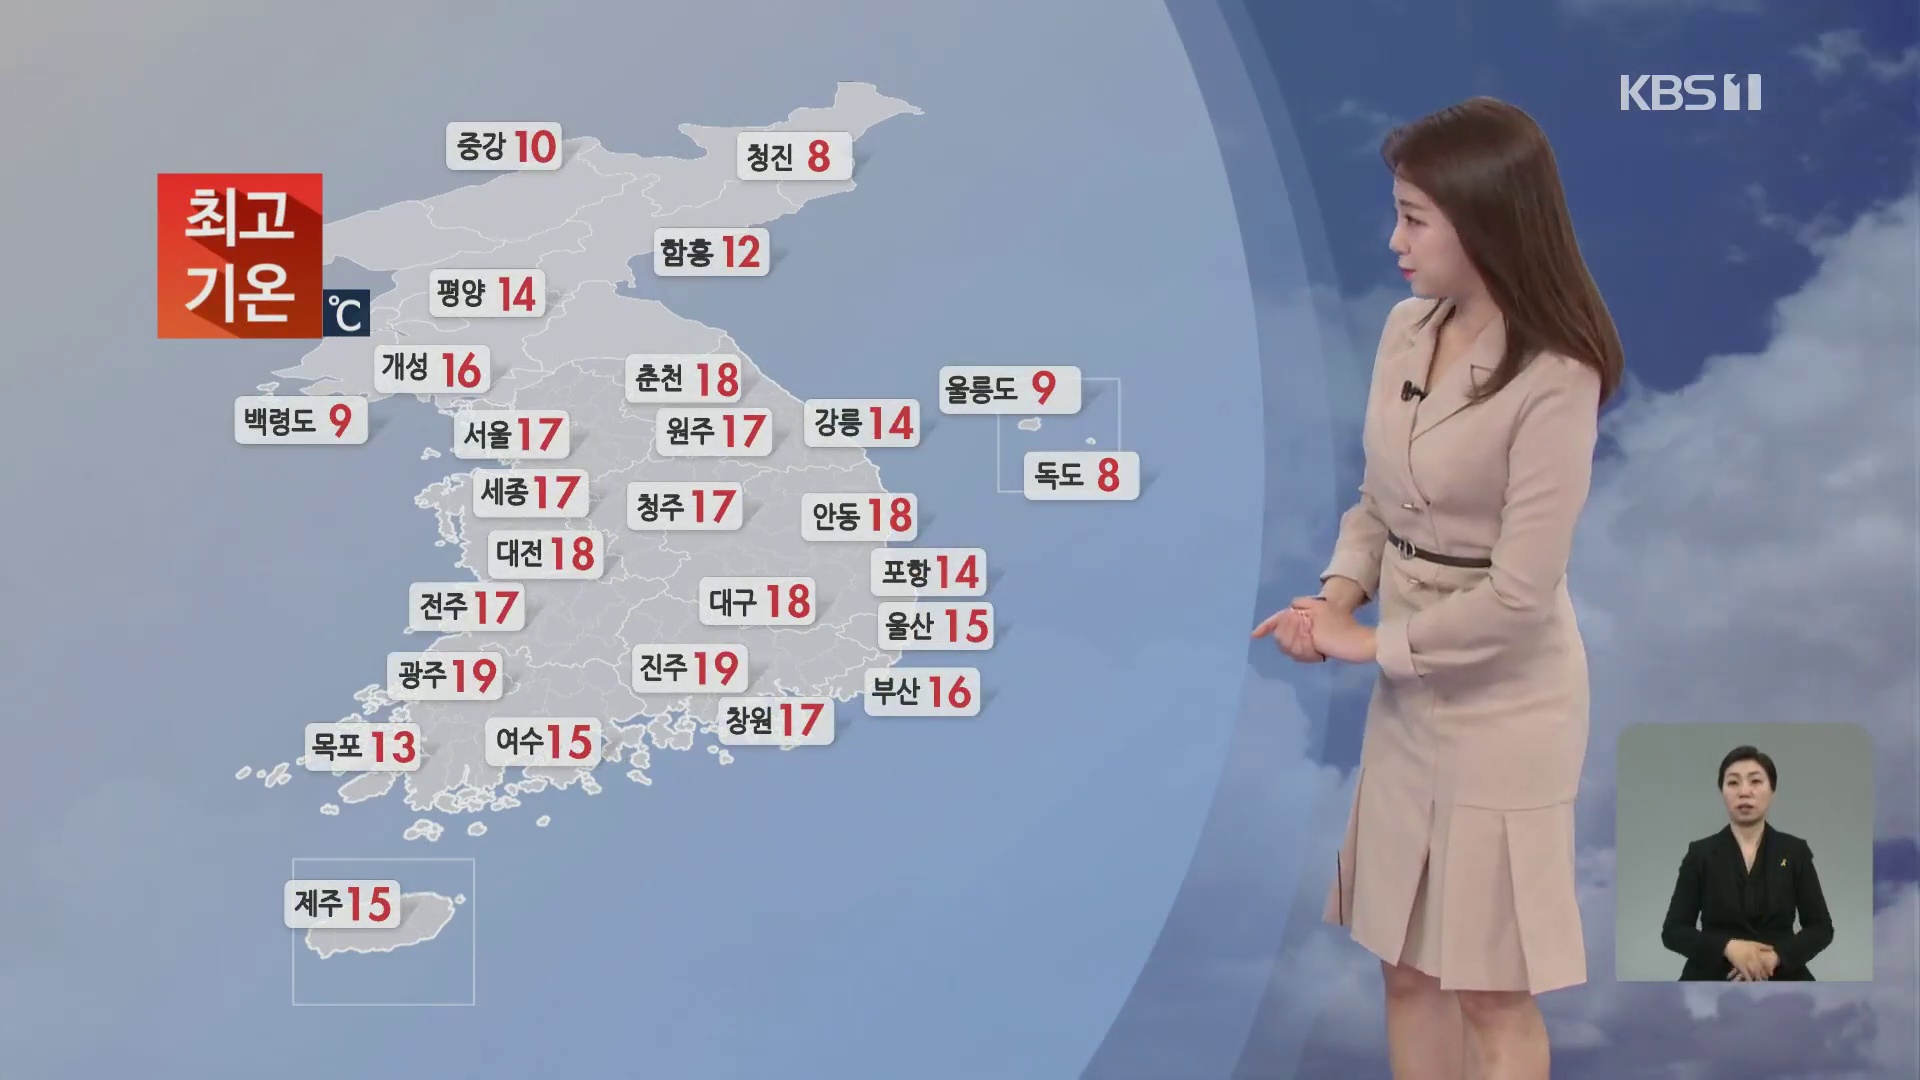 KBS 1
중강 10
청진 8
최고
기온
℃
함흥 12
평양 14
개성 16
춘천 18
울릉도 9
백령도 9
서울 17
원주 17
강릉 14
독도 8
세종 17
청주 17
안동 18
대전 18
포항 14
전주 17
대구 18
울산 15
광주 19
진주 19
부산 16
창원 17
목포 13
여수 15
제주 15